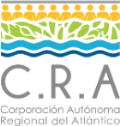 C.R.A
Corporación Autónoma
Regional del Atlántico